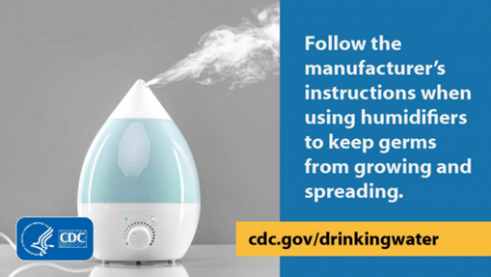 Follow the
manufacturer's
instructions when
using humidifiers
to keep germs
from growing and
spreading.
cdc.gov/drinkingwater
CDC